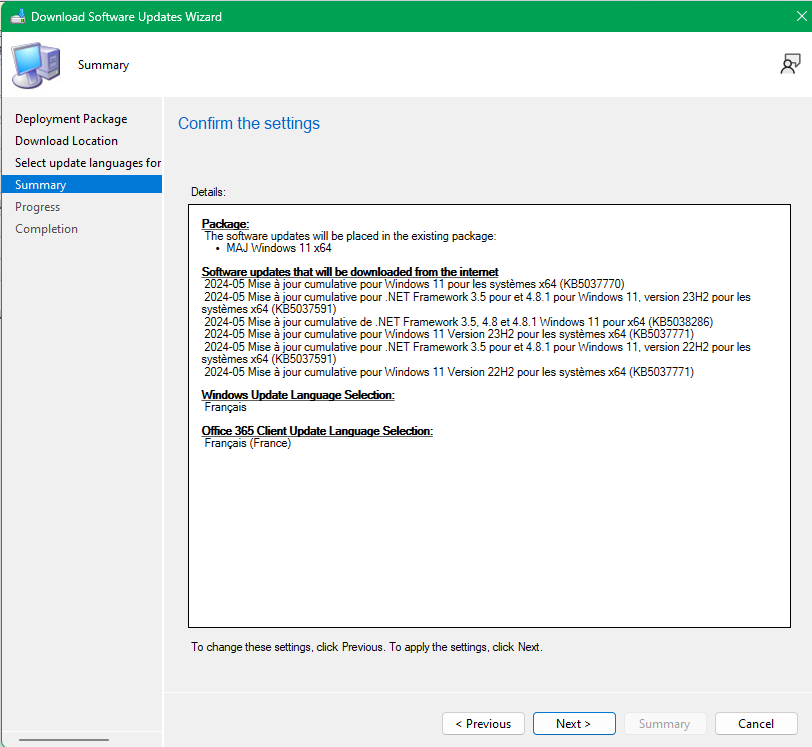 Download Software Updates Wizard
Summary
Deployment Package
Download Location
Select update languages for
Summary
Progress
Completion
Confirm the settings
Details:
Package:
The software updates will be placed in the existing package:
• MAJ Windows 11 x64
Software updates that will be downloaded from the internet
2024-05 Mise à jour cumulative pour Windows 11 pour les systèmes x64 (KB5037770)
2024-05 Mise à jour cumulative pour .NET Framework 3.5 pour et 4.8.1 pour Windows 11, version 23H2 pour les
systèmes x64 (KB5037591)
2024-05 Mise à jour cumulative de .NET Framework 3.5, 4.8 et 4.8.1 Windows 11 pour x64 (KB5038286)
2024-05 Mise à jour cumulative pour Windows 11 Version 23H2 pour les systèmes x64 (KB5037771)
2024-05 Mise à jour cumulative pour .NET Framework 3.5 pour et 4.8.1 pour Windows 11, version 22H2 pour les
systèmes x64 (KB5037591)
2024-05 Mise à jour cumulative pour Windows 11 Version 22H2 pour les systèmes x64 (KB5037771)
Windows Update Language Selection:
Français
Office 365 Client Update Language Selection:
Français (France)
To change these settings, click Previous. To apply the settings, click Next.
< Previous
Next >
Summary
Cancel